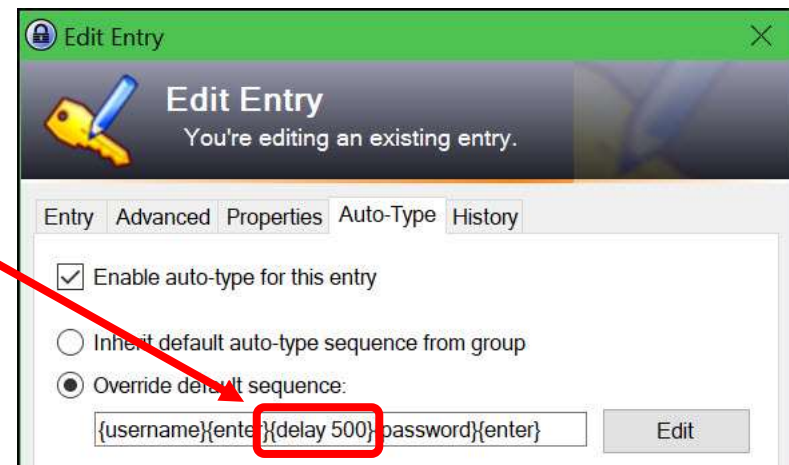 Edit Entry
Edit Entry
You're editing an existing entry.
Entry Advanced Properties Auto-Type History
Enable auto-type for this entry
Inherit default auto-type sequence from group
Override default sequence:
{username}{enter}{delay 500}{password}{enter} Edit